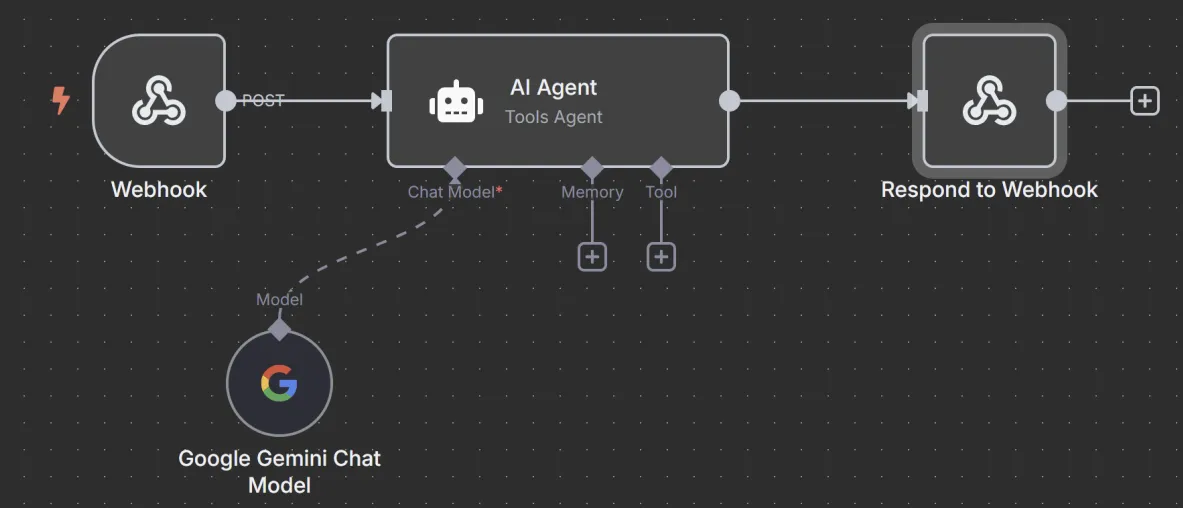 POST
AI Agent
Tools Agent
Webhook
Chat Model*
Memory
Tool
Respond to Webhook
Model
Google Gemini Chat
Model